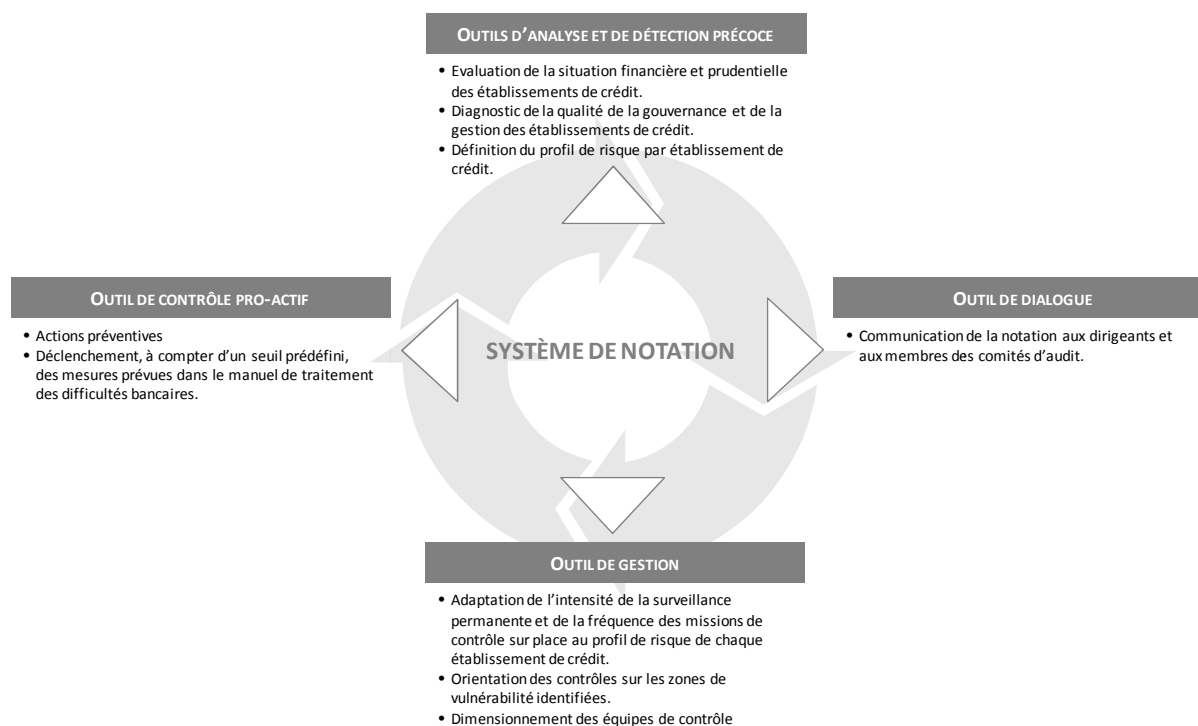 OUTILS D'ANALYSE ET DE DÉTECTION PRÉCOCE
• Evaluation de la situation financière et prudentielle
des établissements de crédit.
• Diagnostic de la qualité de la gouvernance et de la
gestion des établissements de crédit.
• Définition du profil de risque par établissement de
crédit.
OUTIL DE CONTRÔLE PRO-ACTIF
• Actions préventives
• Déclenchement, à compter d'un seuil prédéfini,
des mesures prévues dans le manuel de traitement
des difficultés bancaires.
SYSTÈME DE NOTATION
OUTIL DE DIALOGUE
• Communication de la notation aux dirigeants et
aux membres des comités d'audit.
OUTIL DE GESTION
• Adaptation de l'intensité de la surveillance
permanente et de la fréquence des missions de
contrôle sur place au profil de risque de chaque
établissement de crédit.
• Orientation des contrôles sur les zones de
vulnérabilité identifiées.
• Dimensionnement des équipes de contrôle